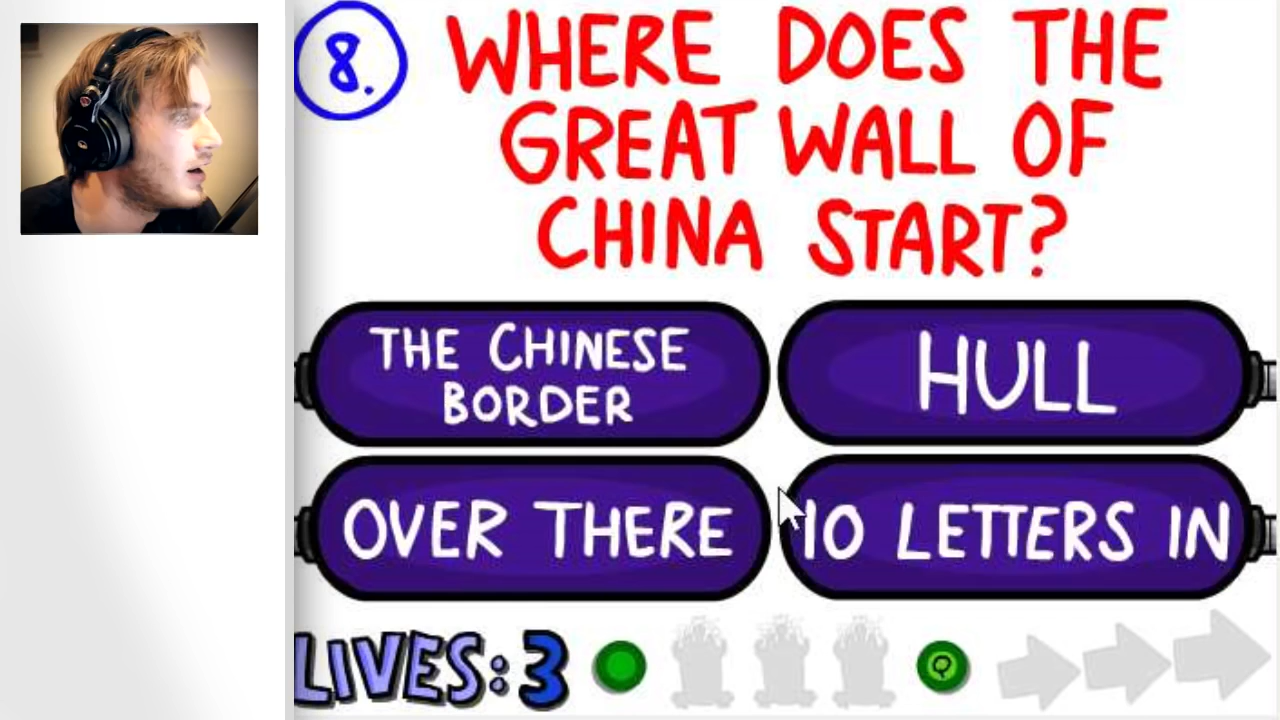 8.
WHERE DOES THE
GREAT WALL OF
CHINA START?
THE CHINESE
BORDER
HULL
OVER THERE
10 LETTERS IN
LIVES: 3